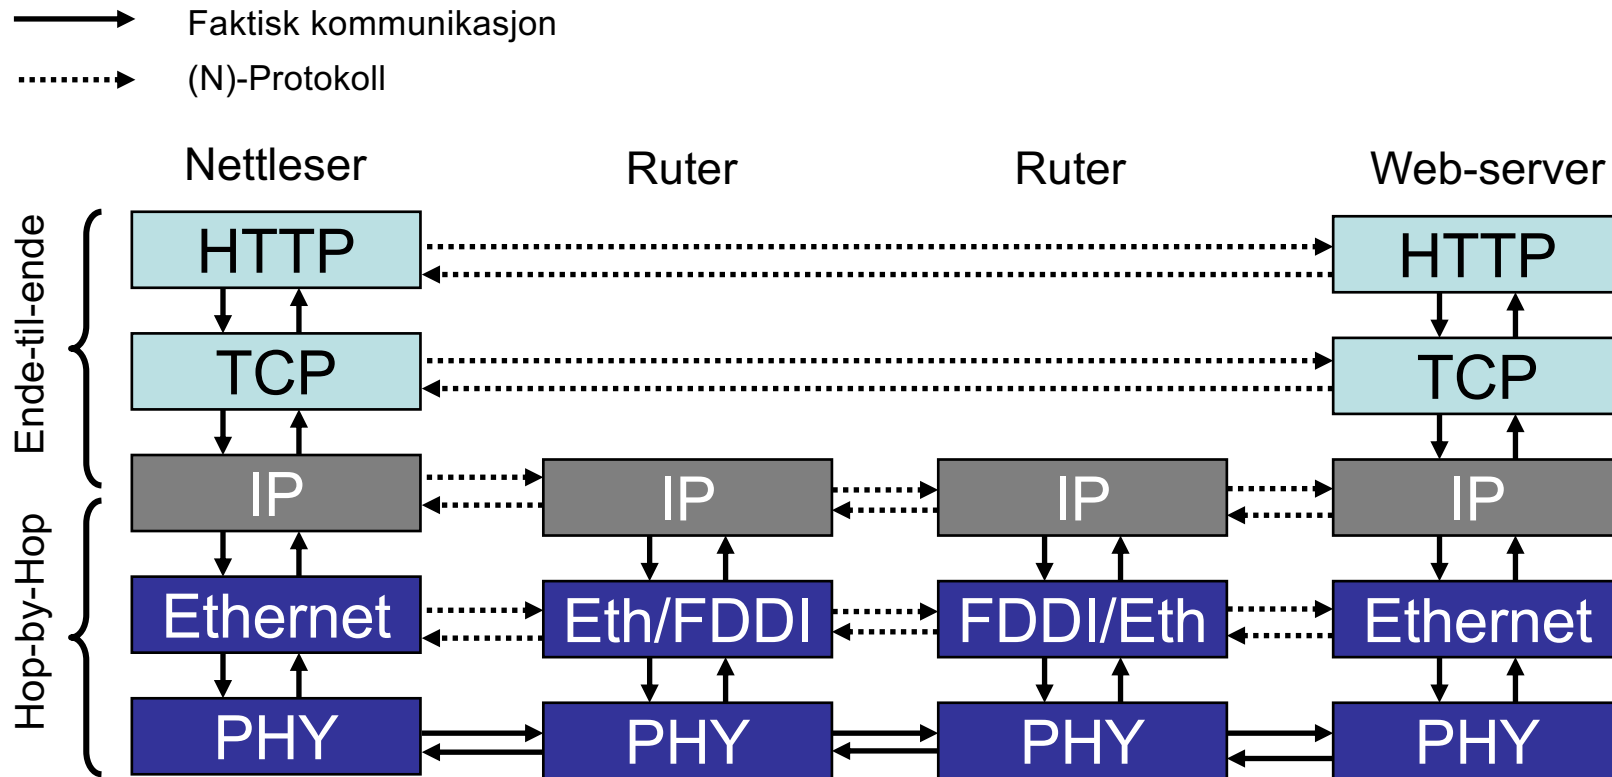 Faktisk kommunikasjon
(N)-Protokoll
Nettleser
Ruter
Ruter
Web-server
Ende-til-ende
HTTP
HTTP
TCP
TCP
IP
IP
IP
IP
Hop-by-Hop
Ethernet
Eth/FDDI
FDDI/Eth
Ethernet
PHY
PHY
PHY
PHY